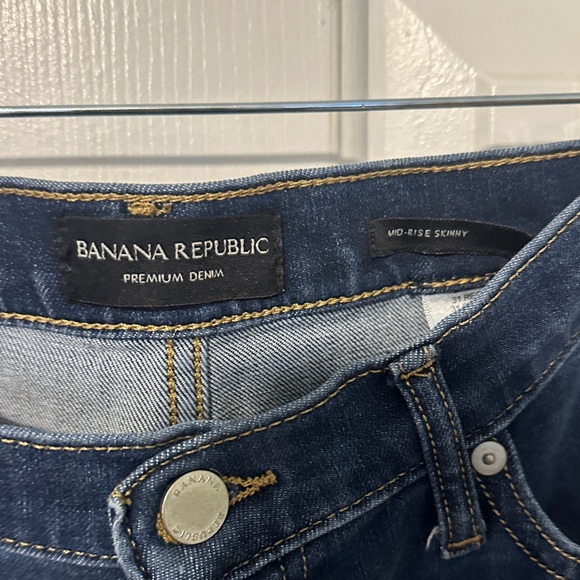 BANANA REPUBLIC
PREMIUM DENIM
MID-RISE SKINNY
BANANA
REPUBLIC